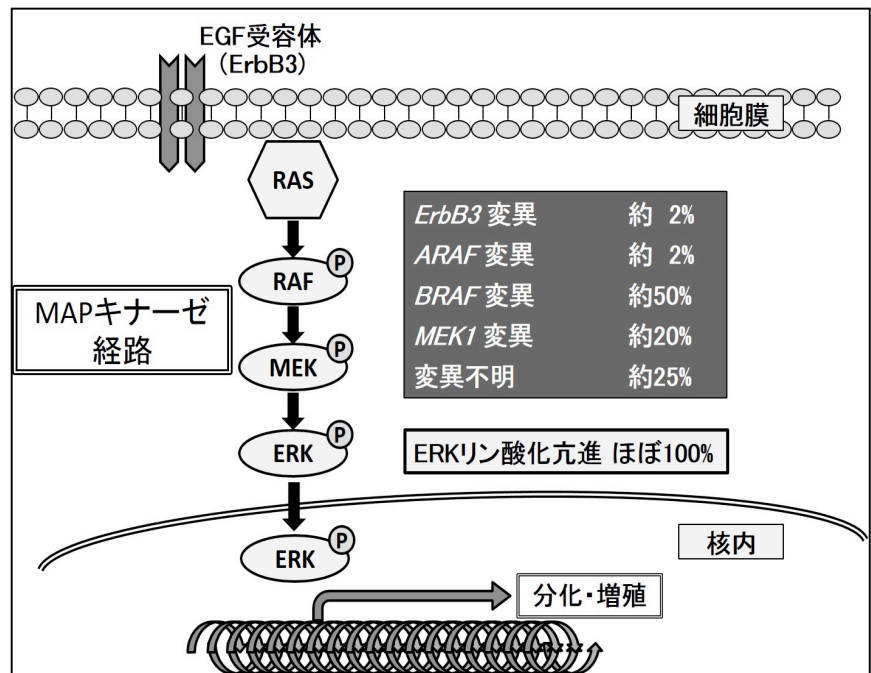 EGF受容体
(ErbB3)
細胞膜
RAS
ErbB3 変異 約 2%
ARAF 変異 約 2%
BRAF 変異 約50%
MEK1 変異 約20%
変異不明 約25%
P
RAF
MAPキナーゼ
経路
P
MEK
P
ERK
ERKリン酸化亢進 ほぼ100%
核内
P
ERK
分化・増殖